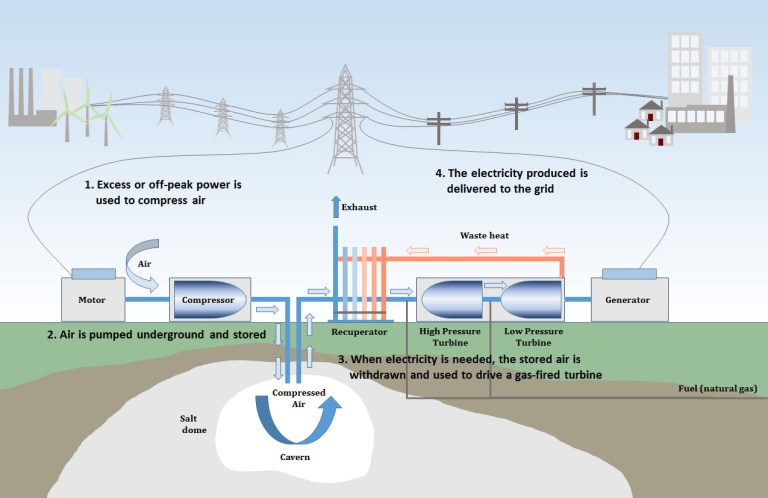 1. Excess or off-peak power is
used to compress air
4. The electricity produced is
delivered to the grid
Exhaust
Waste heat
Air
Motor
Compressor
Generator
2. Air is pumped underground and stored
Recuperator
High Pressure
Turbine
Low Pressure
Turbine
3. When electricity is needed, the stored air is
withdrawn and used to drive a gas-fired turbine
Fuel (natural gas)
Compressed
Air
Salt
dome
Cavern